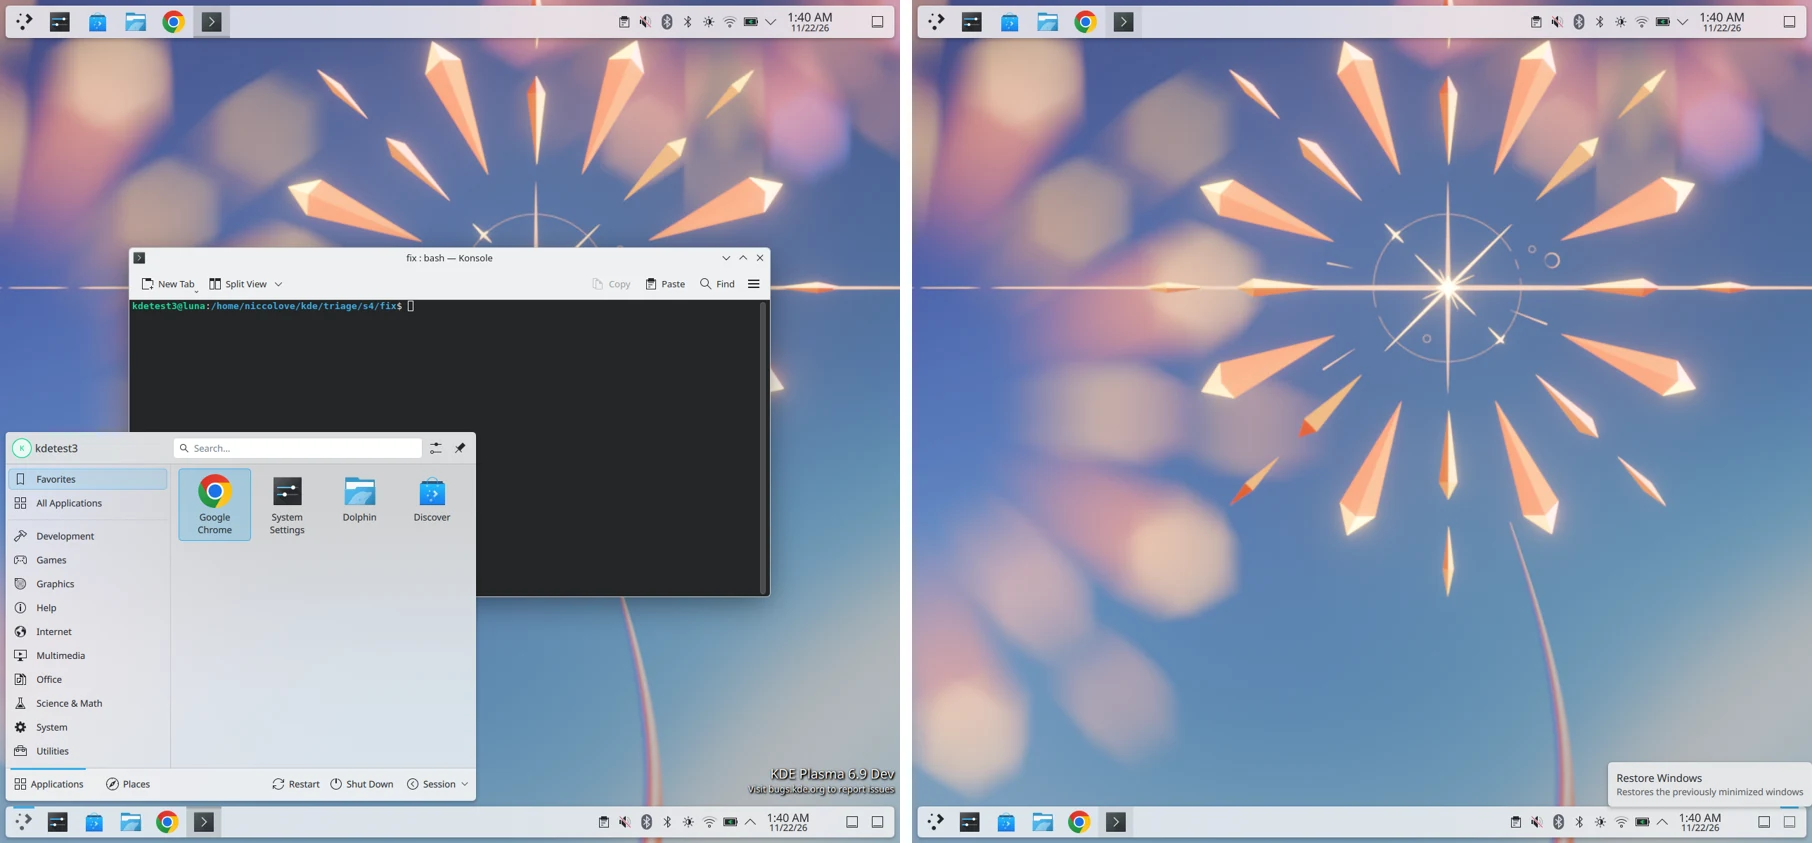 1:40 AM
11/22/26
fix : bash — Konsole
New Tab
Split View
Copy
Paste
Find
kdetest3@luna:/home/niccolove/kde/triage/s4/fix$
K
kdetest3
Search...
Favorites
All Applications
Development
Games
Graphics
Help
Internet
Multimedia
Office
Science & Math
System
Utilities
Google
Chrome
System
Settings
Dolphin
Discover
Applications
Places
Restart
Shut Down
Session
KDE Plasma 6.9 Dev
Visit bugs.kde.org to report issues
1:40 AM
11/22/26
1:40 AM
11/22/26
Restore Windows
Restores the previously minimized windows
1:40 AM
11/22/26